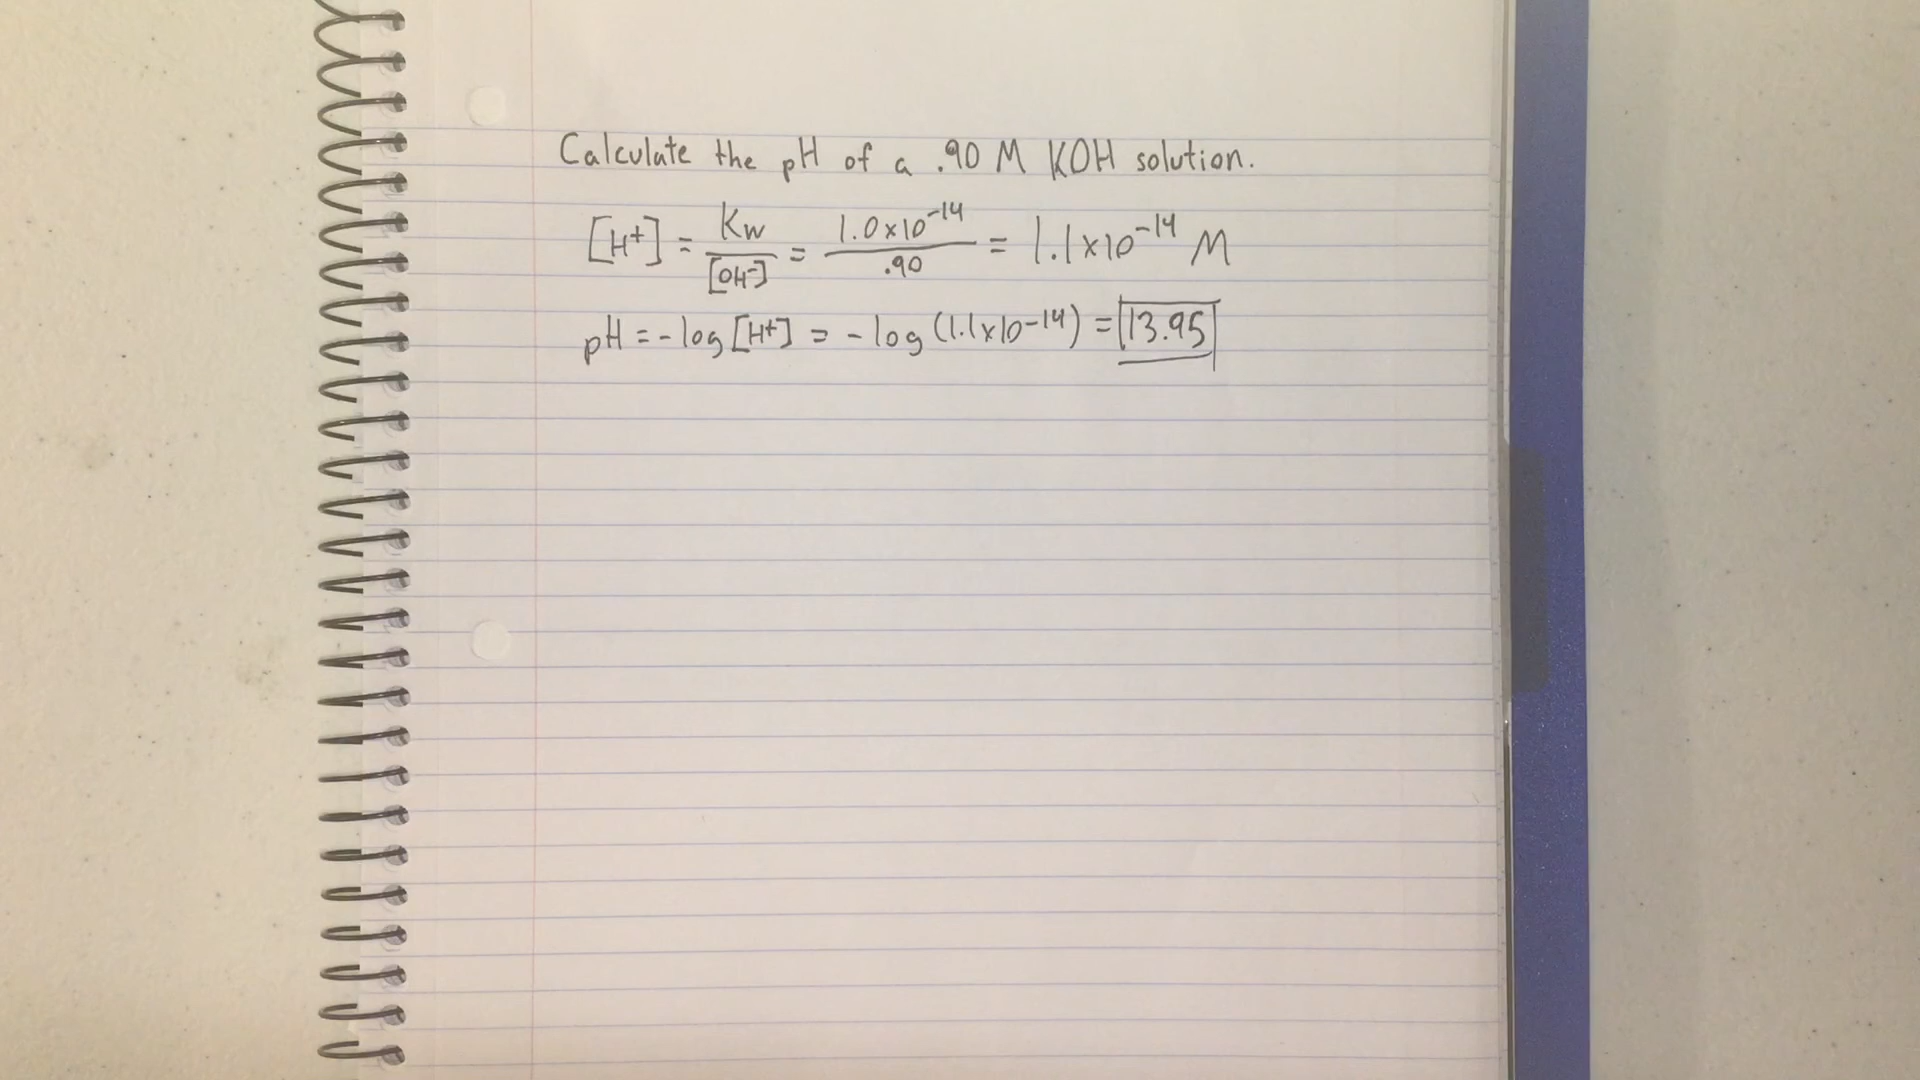 Calculate the pH of a .90 M KOH solution.
[H+] = Kw/[OH-] = 1.0x10^-14/.90 = 1.1x10^-14 M
pH = -log[H+] = -log(1.1x10^-14) = 13.95